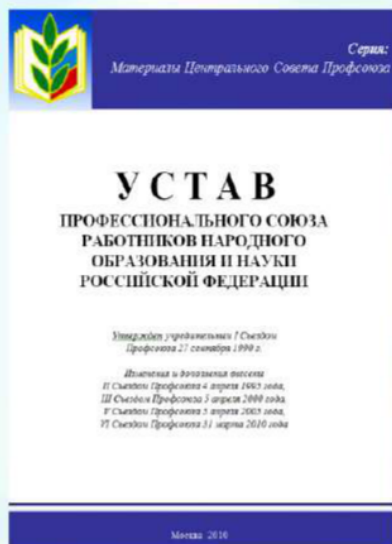 Серия:
Материалы Центрального Совета Профсоюза
УСТАВ
ПРОФЕССИОНАЛЬНОГО СОЮЗА
РАБОТНИКОВ НАРОДНОГО
ОБРАЗОВАНИЯ И НАУКИ
РОССИЙСКОЙ ФЕДЕРАЦИИ
Утвержден учредительным I Съездом
Профсоюза 27 сентября 1990 г.
Изменения и дополнения внесены
II Съездом Профсоюза 4 апреля 1995 года,
III Съездом Профсоюза 5 апреля 2000 года,
V Съездом Профсоюза 5 апреля 2005 года,
VI Съездом Профсоюза 31 марта 2010 года
Москва 2010